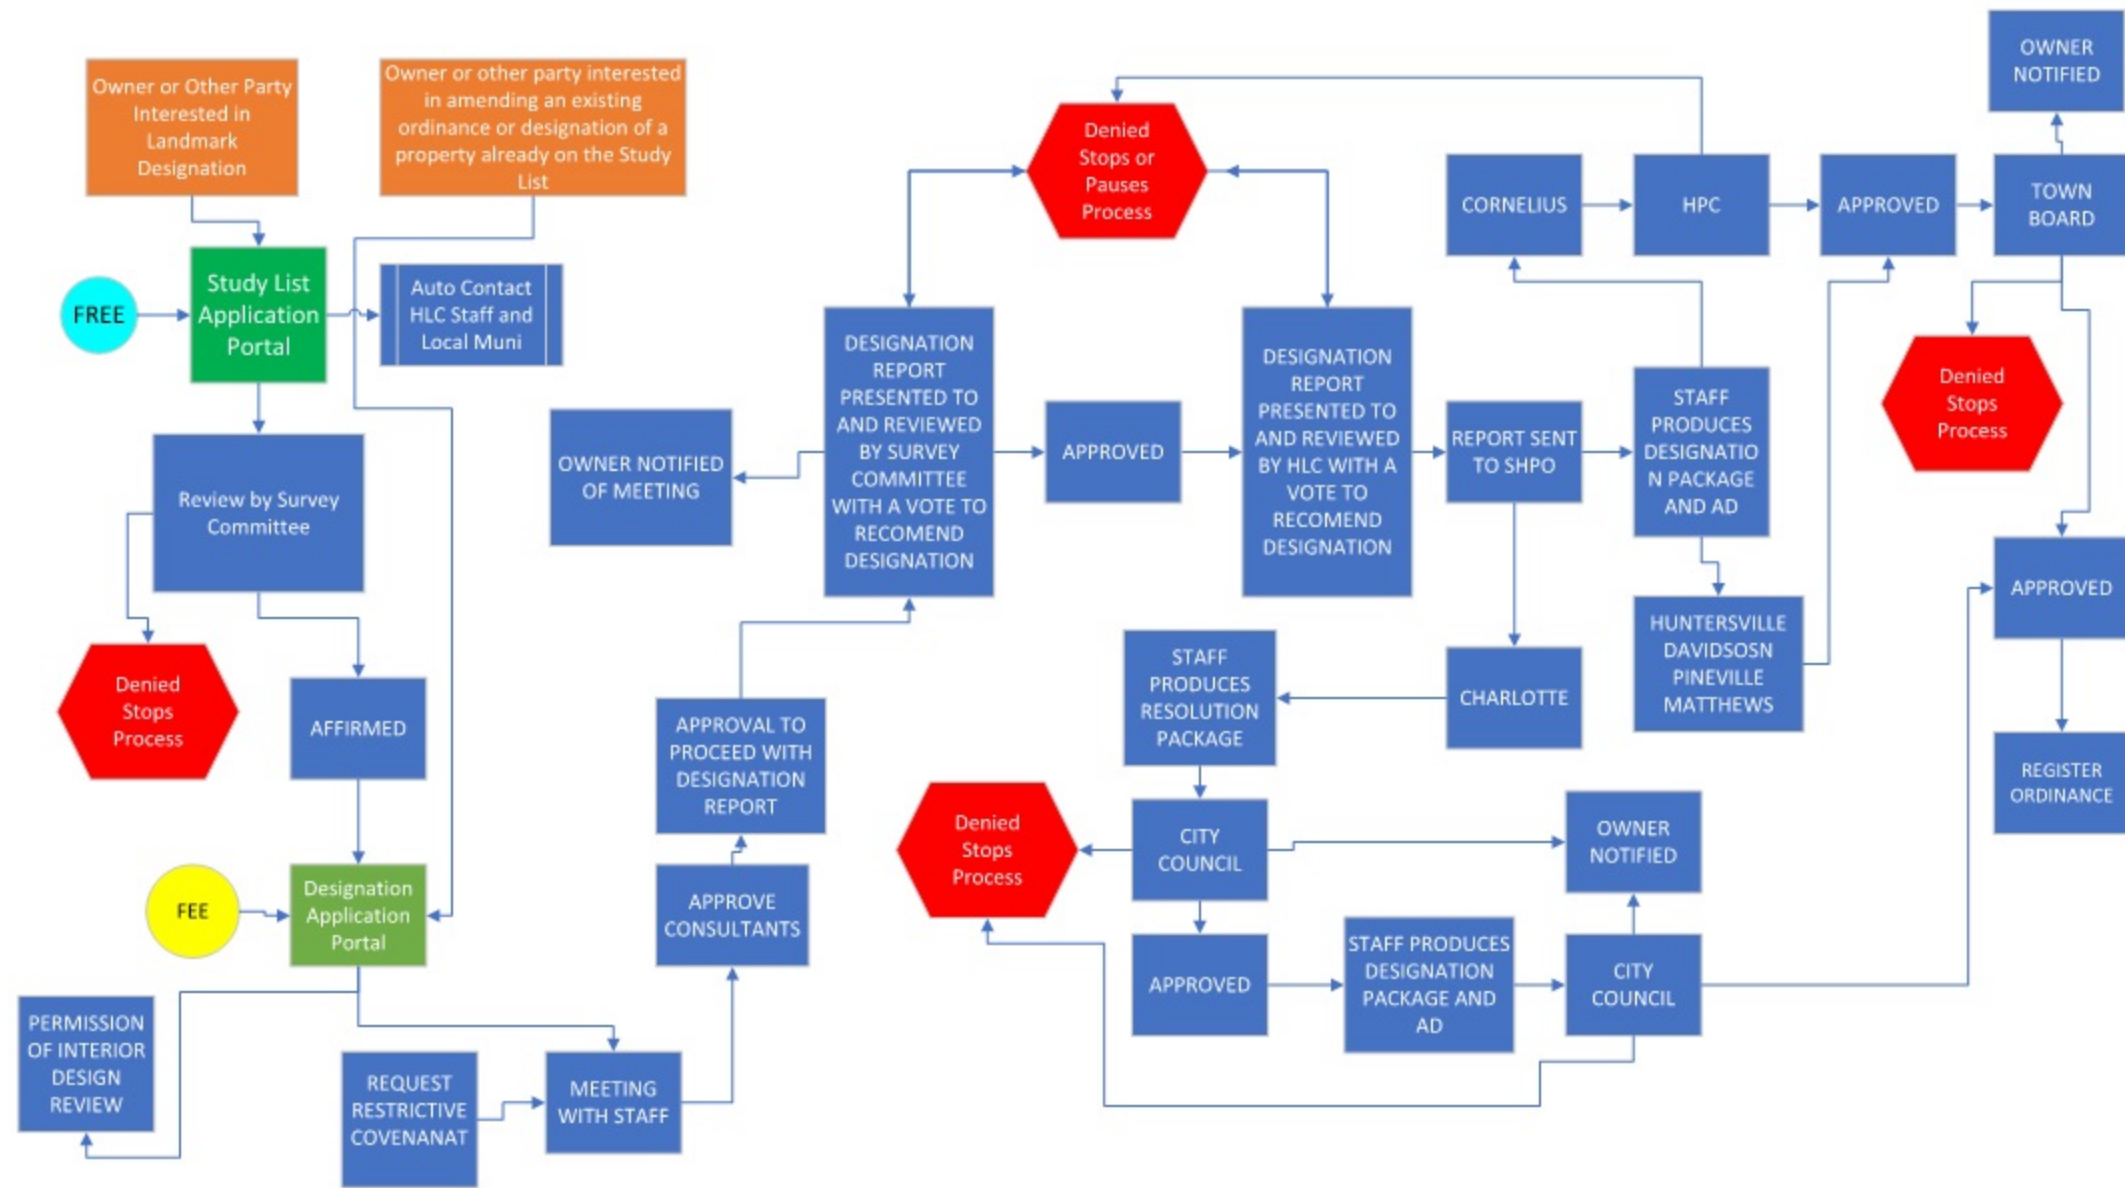 Owner or Other Party
Interested in
Landmark
Designation
Owner or other party interested
in amending an existing
ordinance or designation of a
property already on the Study
List
FREE
Study List
Application
Portal
Auto Contact
HLC Staff and
Local Muni
Review by Survey
Committee
Denied
Stops
Process
AFFIRMED
FEE
Designation
Application
Portal
PERMISSION
OF INTERIOR
DESIGN
REVIEW
REQUEST
RESTRICTIVE
COVENANAT
MEETING
WITH STAFF
APPROVE
CONSULTANTS
APPROVAL TO
PROCEED WITH
DESIGNATION
REPORT
OWNER NOTIFIED
OF MEETING
DESIGNATION
REPORT
PRESENTED TO
AND REVIEWED
BY SURVEY
COMMITTEE
WITH A VOTE TO
RECOMEND
DESIGNATION
Denied
Stops or
Pauses
Process
APPROVED
DESIGNATION
REPORT
PRESENTED TO
AND REVIEWED
BY HLC WITH A
VOTE TO
RECOMEND
DESIGNATION
REPORT SENT
TO SHPO
STAFF
PRODUCES
DESIGNATIO
N PACKAGE
AND AD
CORNELIUS
HPC
APPROVED
TOWN
BOARD
OWNER
NOTIFIED
Denied
Stops
Process
HUNTERSVILLE
DAVIDSOSN
PINEVILLE
MATTHEWS
CHARLOTTE
STAFF
PRODUCES
RESOLUTION
PACKAGE
CITY
COUNCIL
Denied
Stops
Process
OWNER
NOTIFIED
APPROVED
STAFF PRODUCES
DESIGNATION
PACKAGE AND
AD
CITY
COUNCIL
APPROVED
REGISTER
ORDINANCE